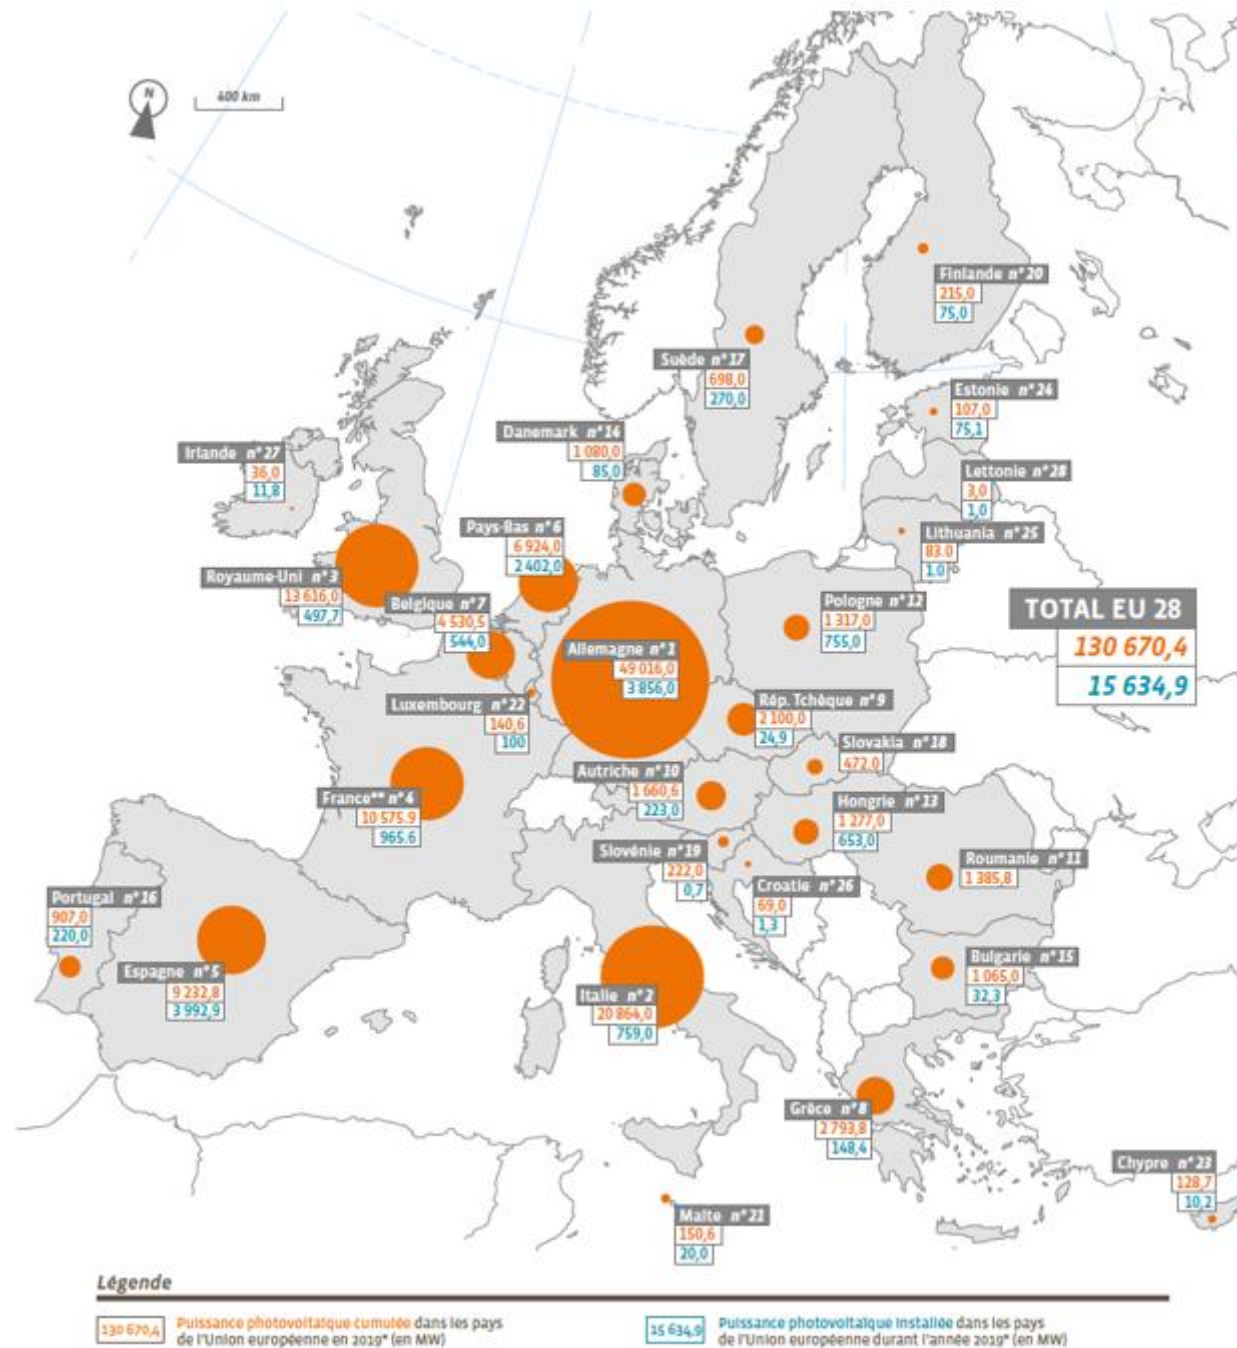 N
400 km
Finlande n°20
215,0
75,0
Suède n°17
698,0
270,0
Estonie n°24
107,0
75,1
Danemark n°14
1 080,0
85,0
Irlande n°27
36,0
11,8
Lettonie n°28
3,0
1,0
Pays-Bas n°6
6 924,0
2 402,0
Lithuania n°25
83.0
1.0
Royaume-Uni n°3
13 616,0
497,7
Belgique n°7
4 530,5
544,0
Pologne n°12
1 317,0
755,0
TOTAL EU 28
130 670,4
15 634,9
Allemagne n°1
49 016,0
3 856,0
Luxembourg n°22
140,6
100
Rép. Tchèque n°9
2 100,0
24,9
Slovakia n°18
472,0
Autriche n°10
1 660,6
223,0
France** n°4
10 575.9
965.6
Hongrie n°13
1 277,0
653,0
Slovénie n°19
222,0
0,7
Roumanie n°11
1 385,8
Croatie n°26
69,0
1,3
Portugal n°16
907,0
220,0
Espagne n°5
9 232,8
3 992,9
Bulgarie n°15
1 065,0
32,3
Italie n°2
20 864,0
759,0
Grèce n°8
2 793,8
148,4
Chypre n°23
128,7
10,2
Malte n°21
150,6
20,0
Légende
130 670,4 Puissance photovoltaïque cumulée dans les pays
de l'Union européenne en 2019* (en MW)
15 634,9 Puissance photovoltaïque installée dans les pays
de l'Union européenne durant l'année 2019* (en MW)